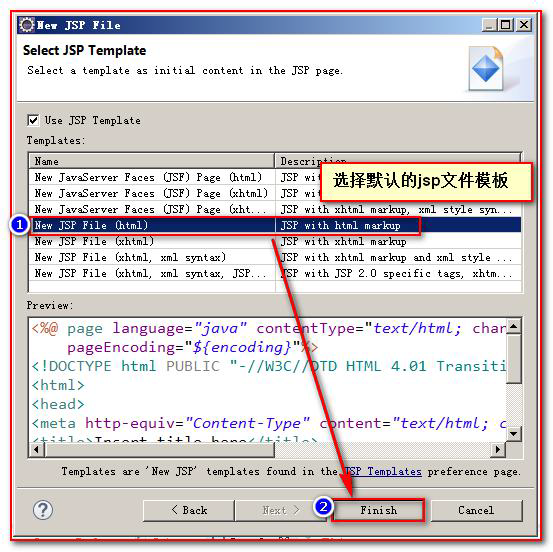 New JSP File
Select JSP Template
Select a template as initial content in the JSP page.
Use JSP Template
Templates:
Name Description
New JavaServer Faces (JSF) Page (html) JSP wit
New JavaServer Faces (JSF) Page (xhtml) JSP wit
New JavaServer Faces (JSF) Page (xht... JSP with xhtml markup, xml style syn...
选择默认的jsp文件模板
1 New JSP File (html) JSP with html markup
New JSP File (xhtml) JSP with xhtml markup
New JSP File (xhtml, xml syntax) JSP with xhtml markup and xml style ...
New JSP File (xhtml, xml syntax, JSP... JSP with JSP 2.0 specific tags, xhtm...
Preview:
<%@ page language="java" contentType="text/html; char
pageEncoding="${encoding}"%>
<!DOCTYPE html PUBLIC "-//W3C//DTD HTML 4.01 Transiti
<html>
<head>
<meta http-equiv="Content-Type" content="text/html; c
<title>Insert title here</title>
Templates are 'New JSP' templates found in the JSP Templates preference page.
? < Back Next > 2 Finish Cancel